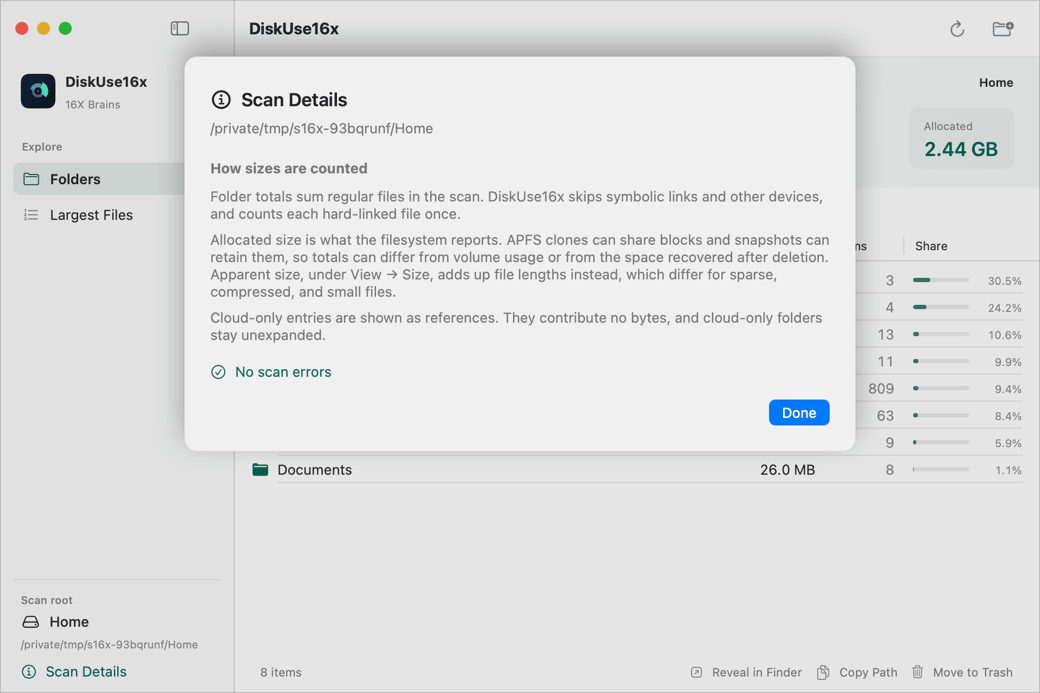 DiskUse16x
DiskUse16x
16X Brains
Explore
Folders
Largest Files
Scan root
Home
/private/tmp/s16x-93bqrunf/Home
Scan Details
Home
Allocated
2.44 GB
Scan Details
/private/tmp/s16x-93bqrunf/Home
How sizes are counted
Folder totals sum regular files in the scan. DiskUse16x skips symbolic links and other devices,
and counts each hard-linked file once.
Allocated size is what the filesystem reports. APFS clones can share blocks and snapshots can
retain them, so totals can differ from volume usage or from the space recovered after deletion.
Apparent size, under View → Size, adds up file lengths instead, which differ for sparse,
compressed, and small files.
Cloud-only entries are shown as references. They contribute no bytes, and cloud-only folders
stay unexpanded.
No scan errors
Done
Share
3 30.5%
4 24.2%
13 10.6%
11 9.9%
809 9.4%
63 8.4%
9 5.9%
Documents 26.0 MB 8 1.1%
8 items
Reveal in Finder Copy Path Move to Trash